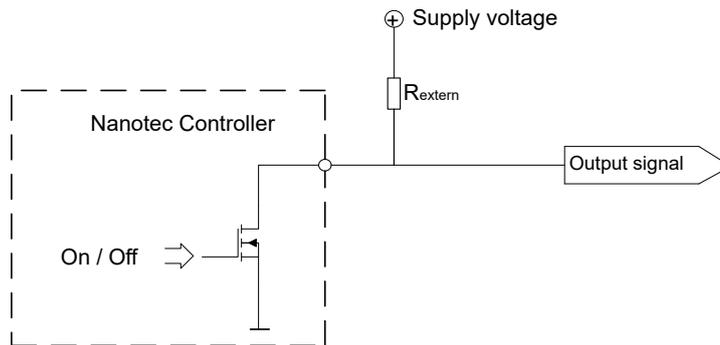 Supply voltage
Rextern
Nanotec Controller
Output signal
On / Off